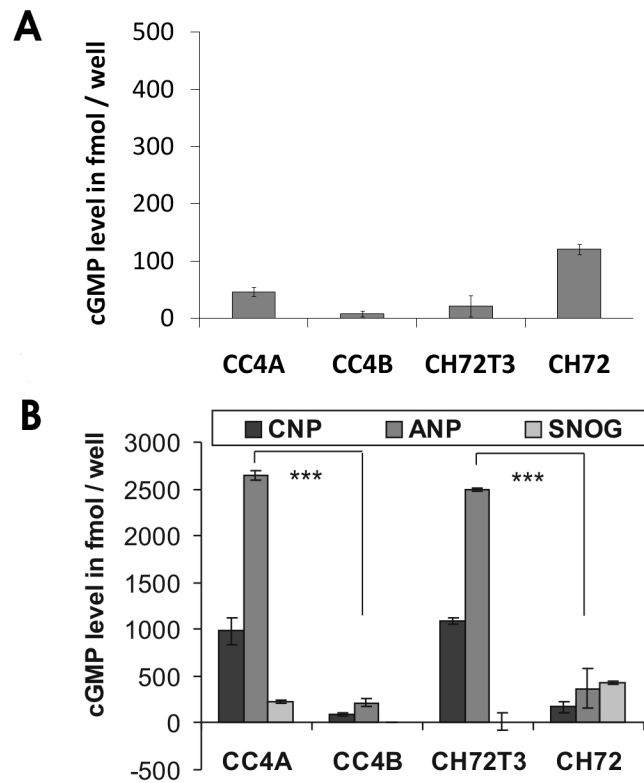 A
cGMP level in fmol / well
500
400
300
200
100
0
CC4A CC4B CH72T3 CH72
B
CNP ANP SNOG
cGMP level in fmol / well
3000
2500
2000
1500
1000
500
0
-500
*** ***
CC4A CC4B CH72T3 CH72